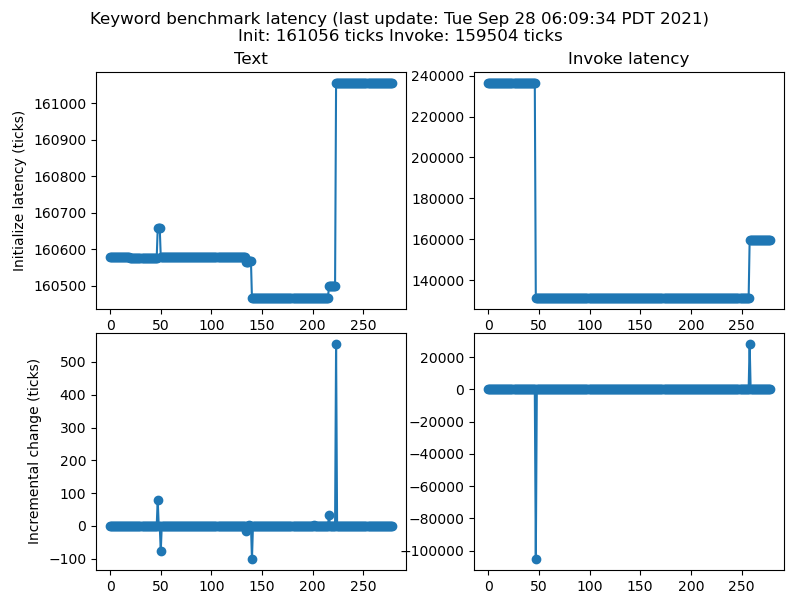 Keyword benchmark latency (last update: Tue Sep 28 06:09:34 PDT 2021)
Init: 161056 ticks Invoke: 159504 ticks
Text
Invoke latency
Initialize latency (ticks)
161000
160900
160800
160700
160600
160500
0 50 100 150 200 250
240000
220000
200000
180000
160000
140000
0 50 100 150 200 250
Incremental change (ticks)
500
400
300
200
100
0
−100
0 50 100 150 200 250
20000
0
−20000
−40000
−60000
−80000
−100000
0 50 100 150 200 250